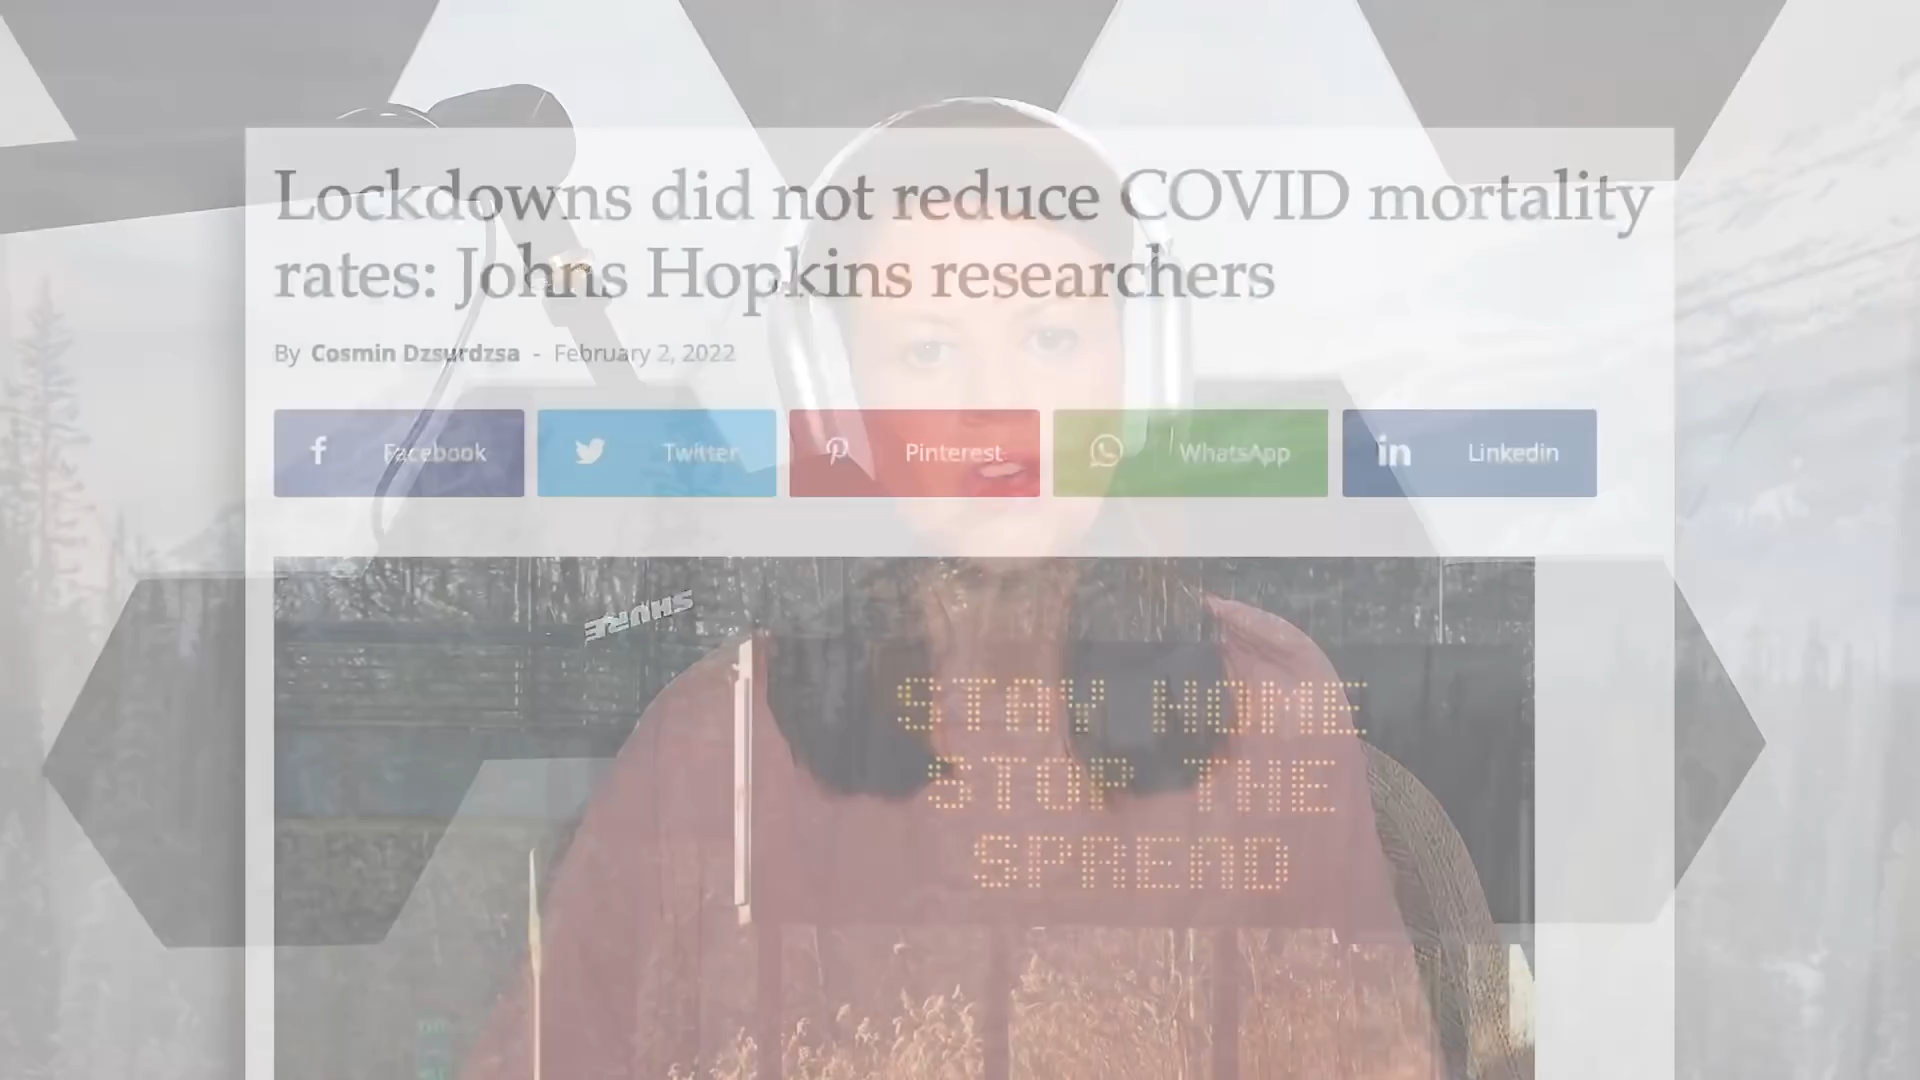 Lockdowns did not reduce COVID mortality
rates: Johns Hopkins researchers
By Cosmin Dzsurdzsa - February 2, 2022
Facebook Twitter Pinterest WhatsApp Linkedin
SHURE
STAY HOME
STOP THE
SPREAD